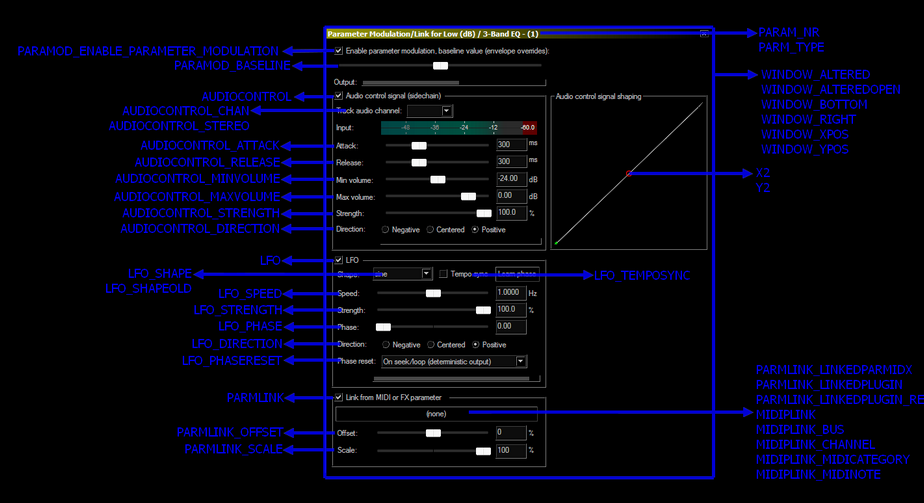 Parameter Modulation/Link for Low (dB) / 3-Band EQ - (1)
PARAM_NR
PARM_TYPE
PARAMOD_ENABLE_PARAMETER_MODULATION
Enable parameter modulation, baseline value (envelope overrides):
PARAMOD_BASELINE
Output:
WINDOW_ALTERED
WINDOW_ALTEREDOPEN
WINDOW_BOTTOM
WINDOW_RIGHT
WINDOW_XPOS
WINDOW_YPOS
AUDIOCONTROL
Audio control signal (sidechain)
Audio control signal shaping
AUDIOCONTROL_CHAN
Track audio channel:
AUDIOCONTROL_STEREO
Input:
-48 -36 -24 -12 -60.0
AUDIOCONTROL_ATTACK
Attack: 300 ms
AUDIOCONTROL_RELEASE
Release: 300 ms
AUDIOCONTROL_MINVOLUME
Min volume: -24.00 dB
X2
Y2
AUDIOCONTROL_MAXVOLUME
Max volume: 0.00 dB
AUDIOCONTROL_STRENGTH
Strength: 100.0 %
AUDIOCONTROL_DIRECTION
Direction: Negative Centered Positive
LFO
LFO
LFO_SHAPE
LFO_SHAPEOLD
Shape: Tempo sync
LFO_TEMPOSYNC
LFO_SPEED
Speed: 1.0000 Hz
LFO_STRENGTH
Strength: 100.0 %
LFO_PHASE
Phase: 0.00
LFO_DIRECTION
Direction: Negative Centered Positive
LFO_PHASERESET
Phase reset: On seek/loop (deterministic output)
PARMLINK
Link from MIDI or FX parameter
(none)
PARMLINK_LINKEDPARMIDX
PARMLINK_LINKEDPLUGIN
PARMLINK_LINKEDPLUGIN_RE
MIDIPLINK
MIDIPLINK_BUS
MIDIPLINK_CHANNEL
MIDIPLINK_MIDICATEGORY
MIDIPLINK_MIDINOTE
PARMLINK_OFFSET
Offset: 0 %
PARMLINK_SCALE
Scale: 100 %